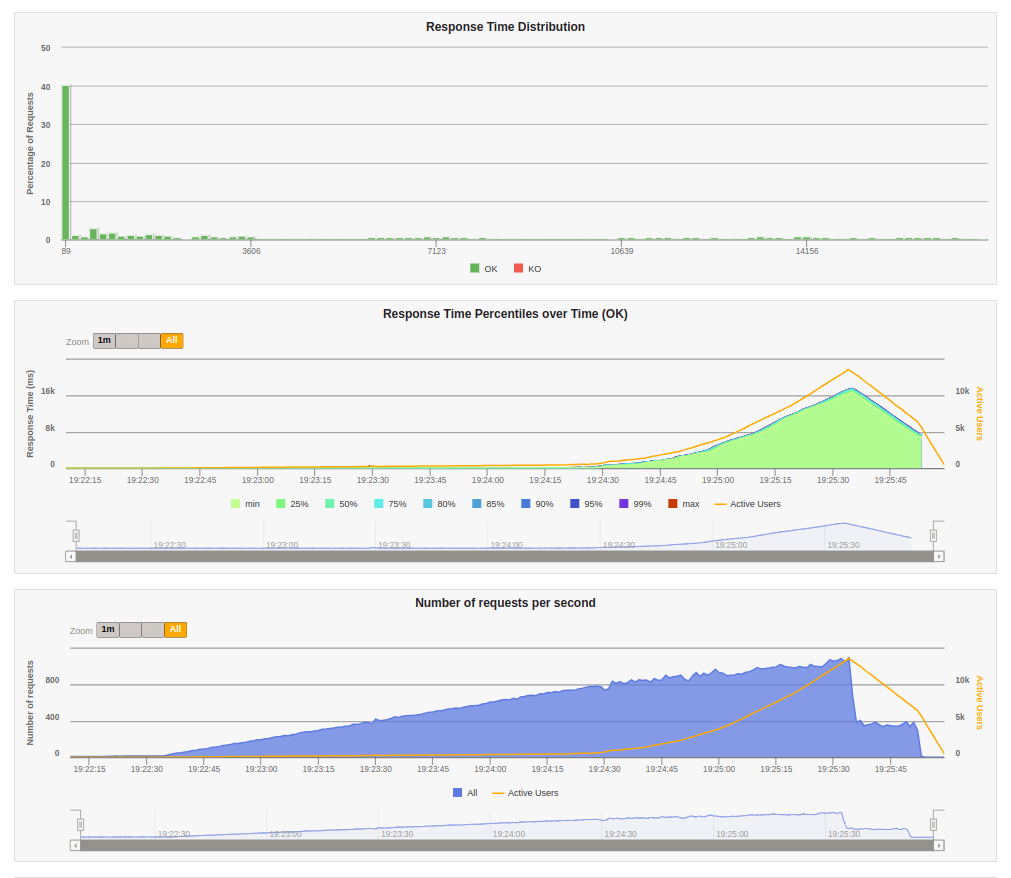 Response Time Distribution
Percentage of Requests
50
40
30
20
10
0
89 3606 7123 10639 14156
OK KO
Response Time Percentiles over Time (OK)
Zoom 1m All
Response Time (ms)
16k
8k
0
10k
5k
0
Active Users
19:22:15 19:22:30 19:22:45 19:23:00 19:23:15 19:23:30 19:23:45 19:24:00 19:24:15 19:24:30 19:24:45 19:25:00 19:25:15 19:25:30 19:25:45
min 25% 50% 75% 80% 85% 90% 95% 99% max Active Users
19:22:30 19:23:00 19:23:30 19:24:00 19:24:30 19:25:00 19:25:30
Number of requests per second
Zoom 1m All
Number of requests
800
400
0
10k
5k
0
Active Users
19:22:15 19:22:30 19:22:45 19:23:00 19:23:15 19:23:30 19:23:45 19:24:00 19:24:15 19:24:30 19:24:45 19:25:00 19:25:15 19:25:30 19:25:45
All Active Users
19:22:30 19:23:00 19:23:30 19:24:00 19:24:30 19:25:00 19:25:30